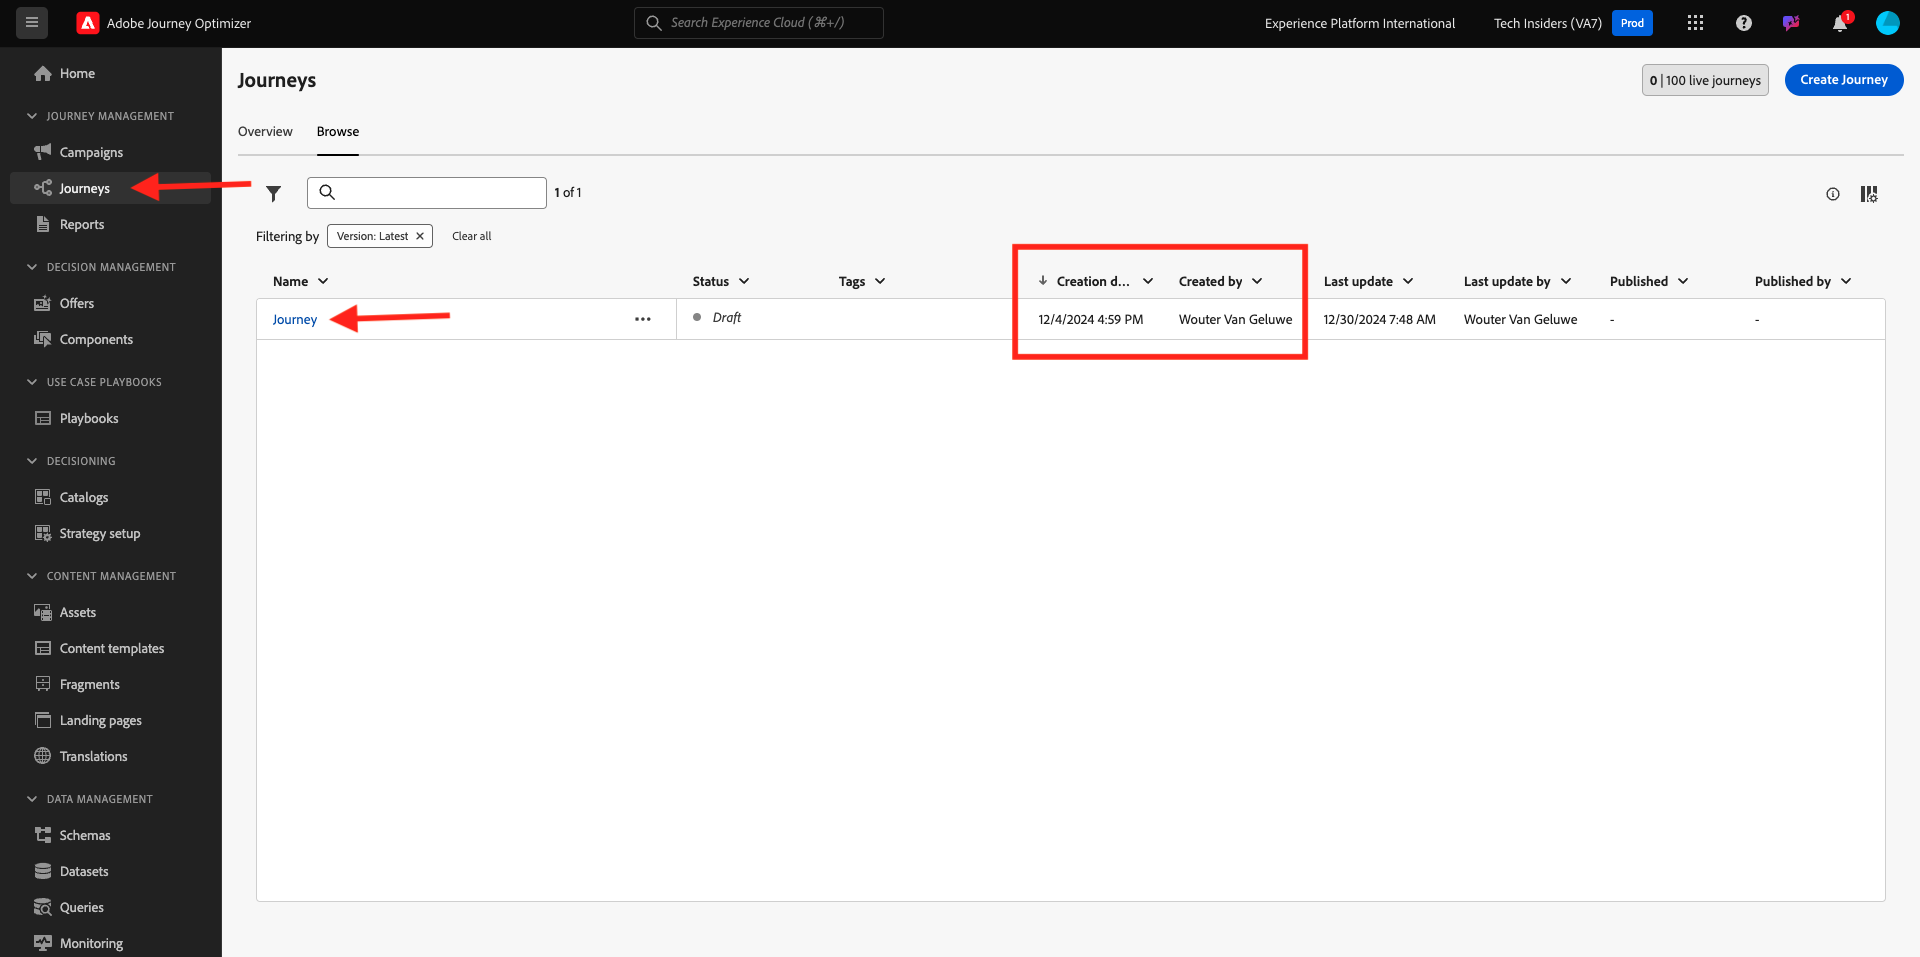 Adobe Journey Optimizer
Search Experience Cloud (⌘+/)
Experience Platform International
Tech Insiders (VA7)
Prod
1
Home
JOURNEY MANAGEMENT
Campaigns
Journeys
Reports
DECISION MANAGEMENT
Offers
Components
USE CASE PLAYBOOKS
Playbooks
DECISIONING
Catalogs
Strategy setup
CONTENT MANAGEMENT
Assets
Content templates
Fragments
Landing pages
Translations
DATA MANAGEMENT
Schemas
Datasets
Queries
Monitoring
Journeys
0 | 100 live journeys
Create Journey
Overview Browse
1 of 1
Filtering by Version: Latest Clear all
Name Status Tags Creation d... Created by Last update Last update by Published Published by
Journey Draft 12/4/2024 4:59 PM Wouter Van Geluwe 12/30/2024 7:48 AM Wouter Van Geluwe - -